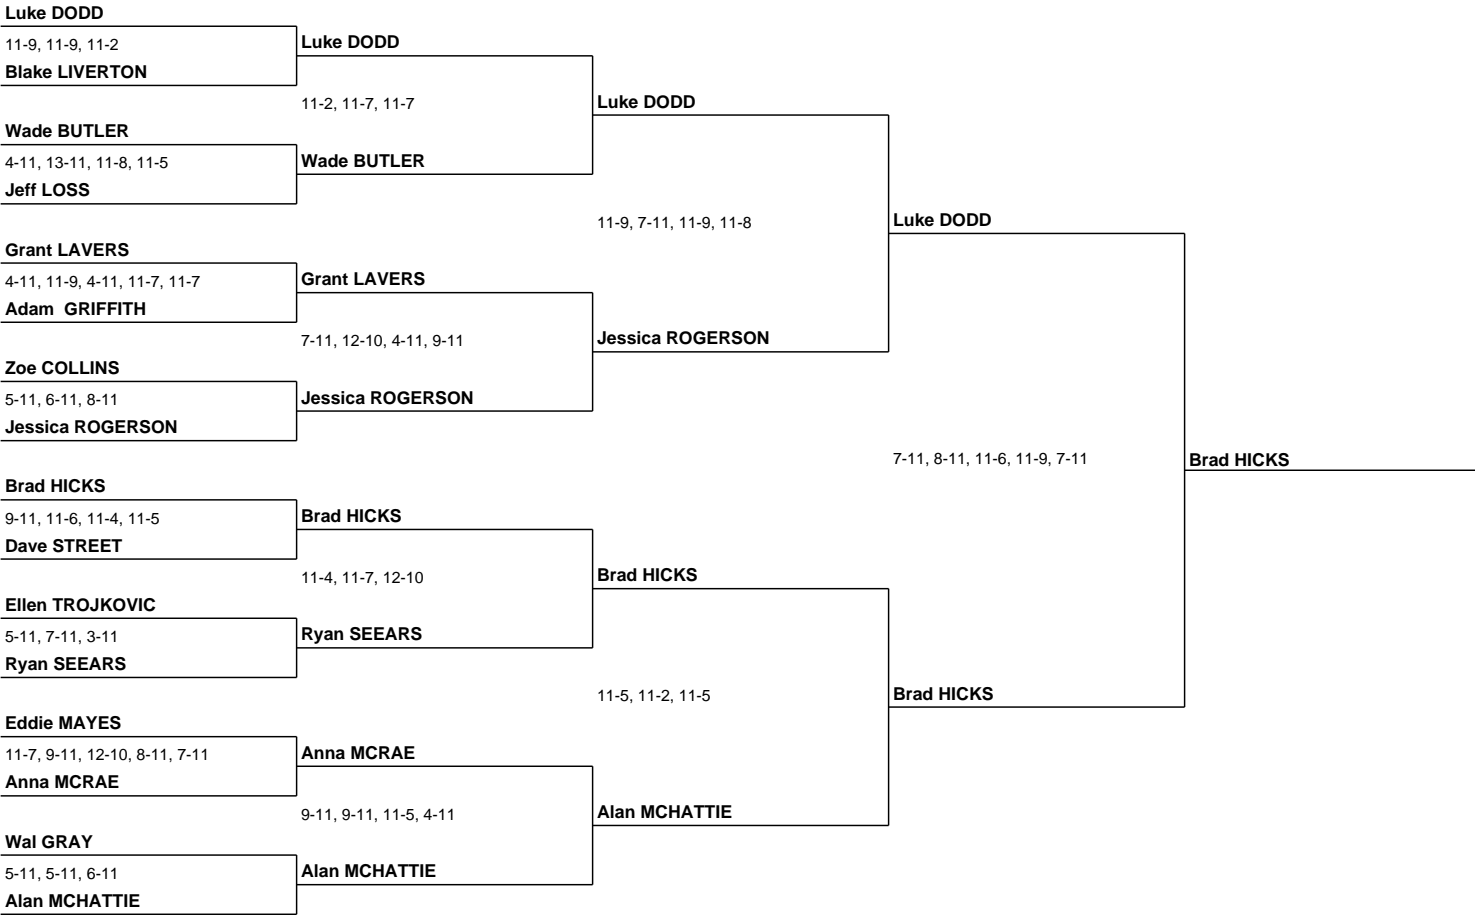 Luke DODD
11-9, 11-9, 11-2
Blake LIVERTON
Wade BUTLER
4-11, 13-11, 11-8, 11-5
Jeff LOSS
Grant LAVERS
4-11, 11-9, 4-11, 11-7, 11-7
Adam  GRIFFITH
Zoe COLLINS
5-11, 6-11, 8-11
Jessica ROGERSON
Brad HICKS
9-11, 11-6, 11-4, 11-5
Dave STREET
Ellen TROJKOVIC
5-11, 7-11, 3-11
Ryan SEEARS
Eddie MAYES
11-7, 9-11, 12-10, 8-11, 7-11
Anna MCRAE
Wal GRAY
5-11, 5-11, 6-11
Alan MCHATTIE
Luke DODD
11-2, 11-7, 11-7
Wade BUTLER
Grant LAVERS
7-11, 12-10, 4-11, 9-11
Jessica ROGERSON
Brad HICKS
11-4, 11-7, 12-10
Ryan SEEARS
Anna MCRAE
9-11, 9-11, 11-5, 4-11
Alan MCHATTIE
Luke DODD
11-9, 7-11, 11-9, 11-8
Jessica ROGERSON
Brad HICKS
11-5, 11-2, 11-5
Alan MCHATTIE
Luke DODD
7-11, 8-11, 11-6, 11-9, 7-11
Brad HICKS
Brad HICKS